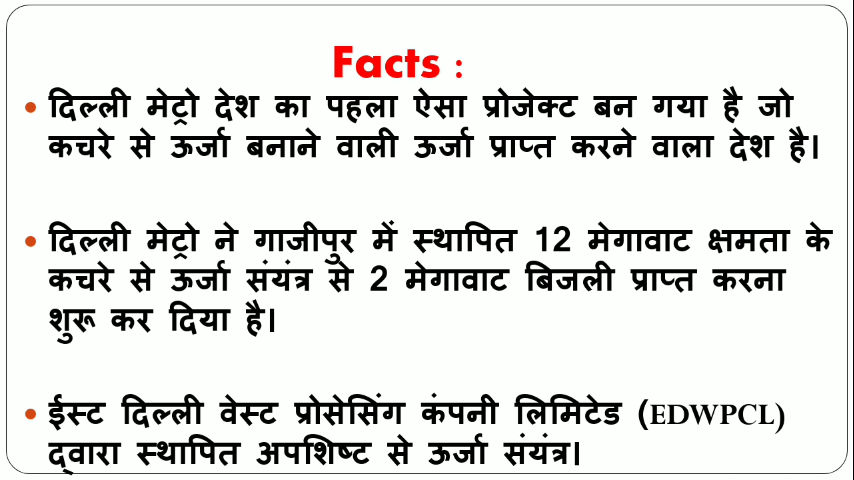 Facts :
• दिल्ली मेट्रो देश का पहला ऐसा प्रोजेक्ट बन गया है जो
कचरे से ऊर्जा बनाने वाली ऊर्जा प्राप्त करने वाला देश है।
• दिल्ली मेट्रो ने गाजीपुर में स्थापित 12 मेगावाट क्षमता के
कचरे से ऊर्जा संयंत्र से 2 मेगावाट बिजली प्राप्त करना
शुरू कर दिया है।
• ईस्ट दिल्ली वेस्ट प्रोसेसिंग कंपनी लिमिटेड (EDWPCL)
द्वारा स्थापित अपशिष्ट से ऊर्जा संयंत्र।